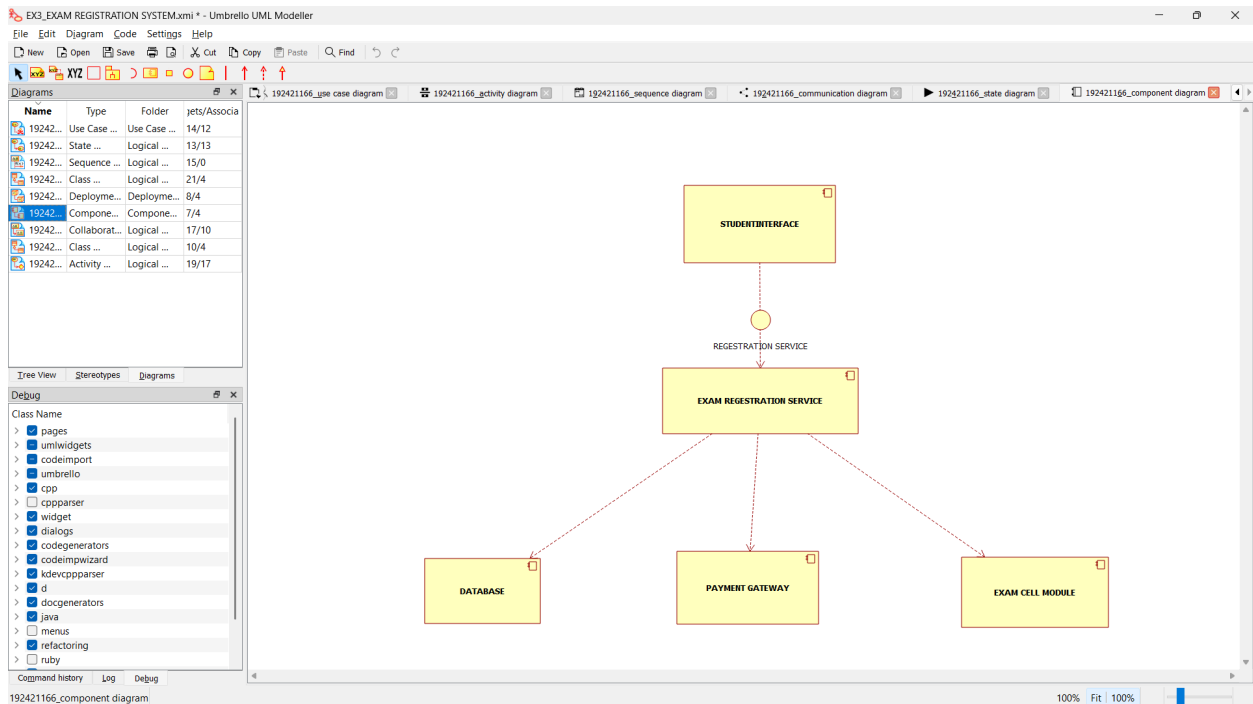 EX3_EXAM REGISTRATION SYSTEM.xmi * - Umbrello UML Modeller
File Edit Diagram Code Settings Help
New Open Save Cut Copy Paste Find
XYZ XYZ
Diagrams
192421166_use case diagram 192421166_activity diagram 192421166_sequence diagram 192421166_communication diagram 192421166_state diagram 192421166_component diagram
Name Type Folder jets/Associa
19242... Use Case ... Use Case ... 14/12
19242... State ... Logical ... 13/13
19242... Sequence ... Logical ... 15/0
19242... Class ... Logical ... 21/4
19242... Deployme... Deployme... 8/4
19242... Compone... Compone... 7/4
19242... Collaborat... Logical ... 17/10
19242... Class ... Logical ... 10/4
19242... Activity ... Logical ... 19/17
Tree View Stereotypes Diagrams
Debug
Class Name
pages
umlwidgets
codeimport
umbrello
cpp
cppparser
widget
dialogs
codegenerators
codeimpwizard
kdevcppparser
d
docgenerators
java
menus
refactoring
ruby
Command history Log Debug
STUDENTINTERFACE
REGESTRATION SERVICE
EXAM REGESTRATION SERVICE
DATABASE
PAYMENT GATEWAY
EXAM CELL MODULE
192421166_component diagram
100% Fit 100%